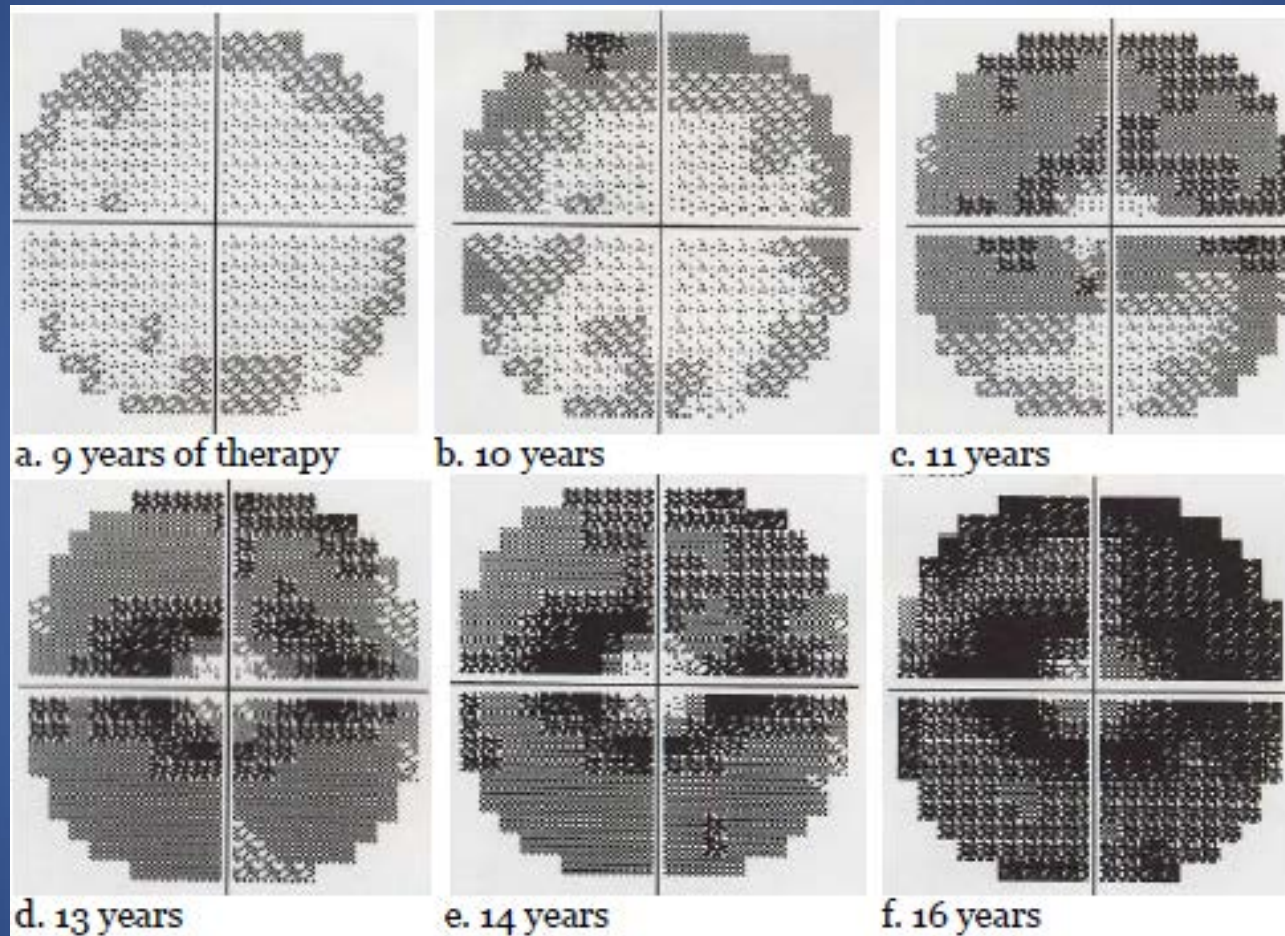 a. 9 years of therapy
b. 10 years
c. 11 years
d. 13 years
e. 14 years
f. 16 years